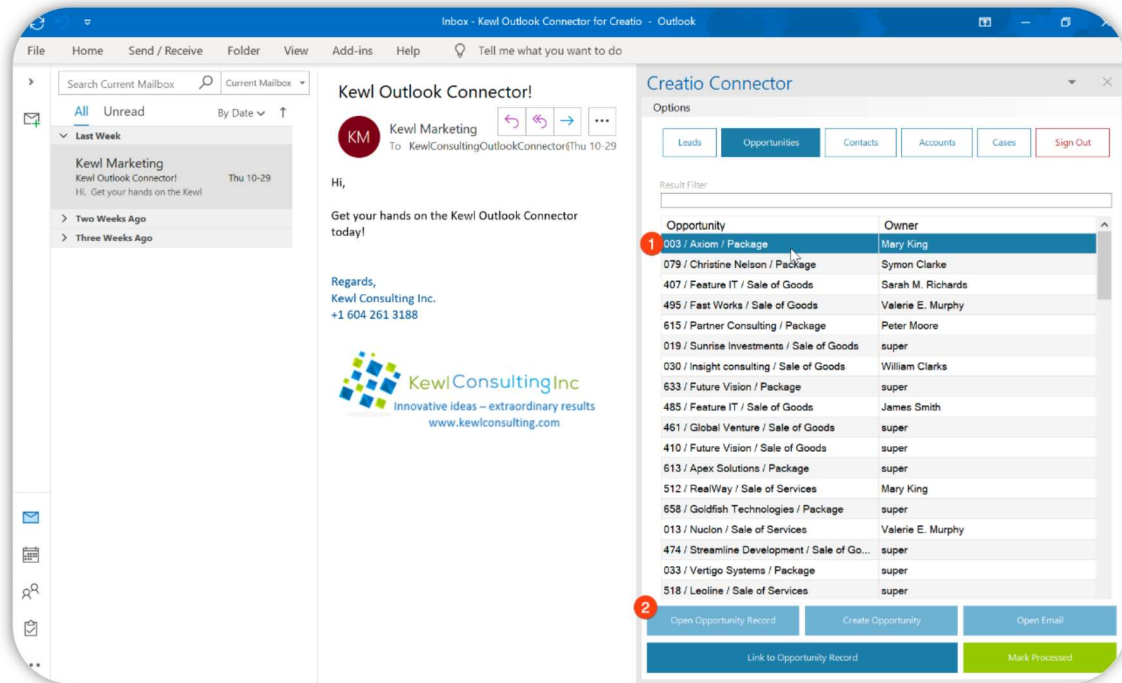 Inbox - Kewl Outlook Connector for Creatio - Outlook
File Home Send / Receive Folder View Add-ins Help Tell me what you want to do
Search Current Mailbox Current Mailbox
All Unread By Date
Last Week
Kewl Marketing
Kewl Outlook Connector! Thu 10-29
Hi, Get your hands on the Kewl
Two Weeks Ago
Three Weeks Ago
Kewl Outlook Connector!
KM
Kewl Marketing
To KewlConsultingOutlookConnector(Thu 10-29
Hi,
Get your hands on the Kewl Outlook Connector
today!
Regards,
Kewl Consulting Inc.
+1 604 261 3188
KewlConsultingInc
Innovative ideas – extraordinary results
www.kewlconsulting.com
Creatio Connector
Options
Leads Opportunities Contacts Accounts Cases Sign Out
Result Filter
Opportunity Owner
1 003 / Axiom / Package Mary King
079 / Christine Nelson / Package Symon Clarke
407 / Feature IT / Sale of Goods Sarah M. Richards
495 / Fast Works / Sale of Goods Valerie E. Murphy
615 / Partner Consulting / Package Peter Moore
019 / Sunrise Investments / Sale of Goods super
030 / Insight consulting / Sale of Goods William Clarks
633 / Future Vision / Package super
485 / Feature IT / Sale of Goods James Smith
461 / Global Venture / Sale of Goods super
410 / Future Vision / Sale of Goods super
613 / Apex Solutions / Package super
512 / RealWay / Sale of Services Mary King
658 / Goldfish Technologies / Package super
013 / Nuclon / Sale of Services Valerie E. Murphy
474 / Streamline Development / Sale of Go... super
033 / Vertigo Systems / Package super
518 / Leoline / Sale of Services super
2
Open Opportunity Record Create Opportunity Open Email
Link to Opportunity Record Mark Processed